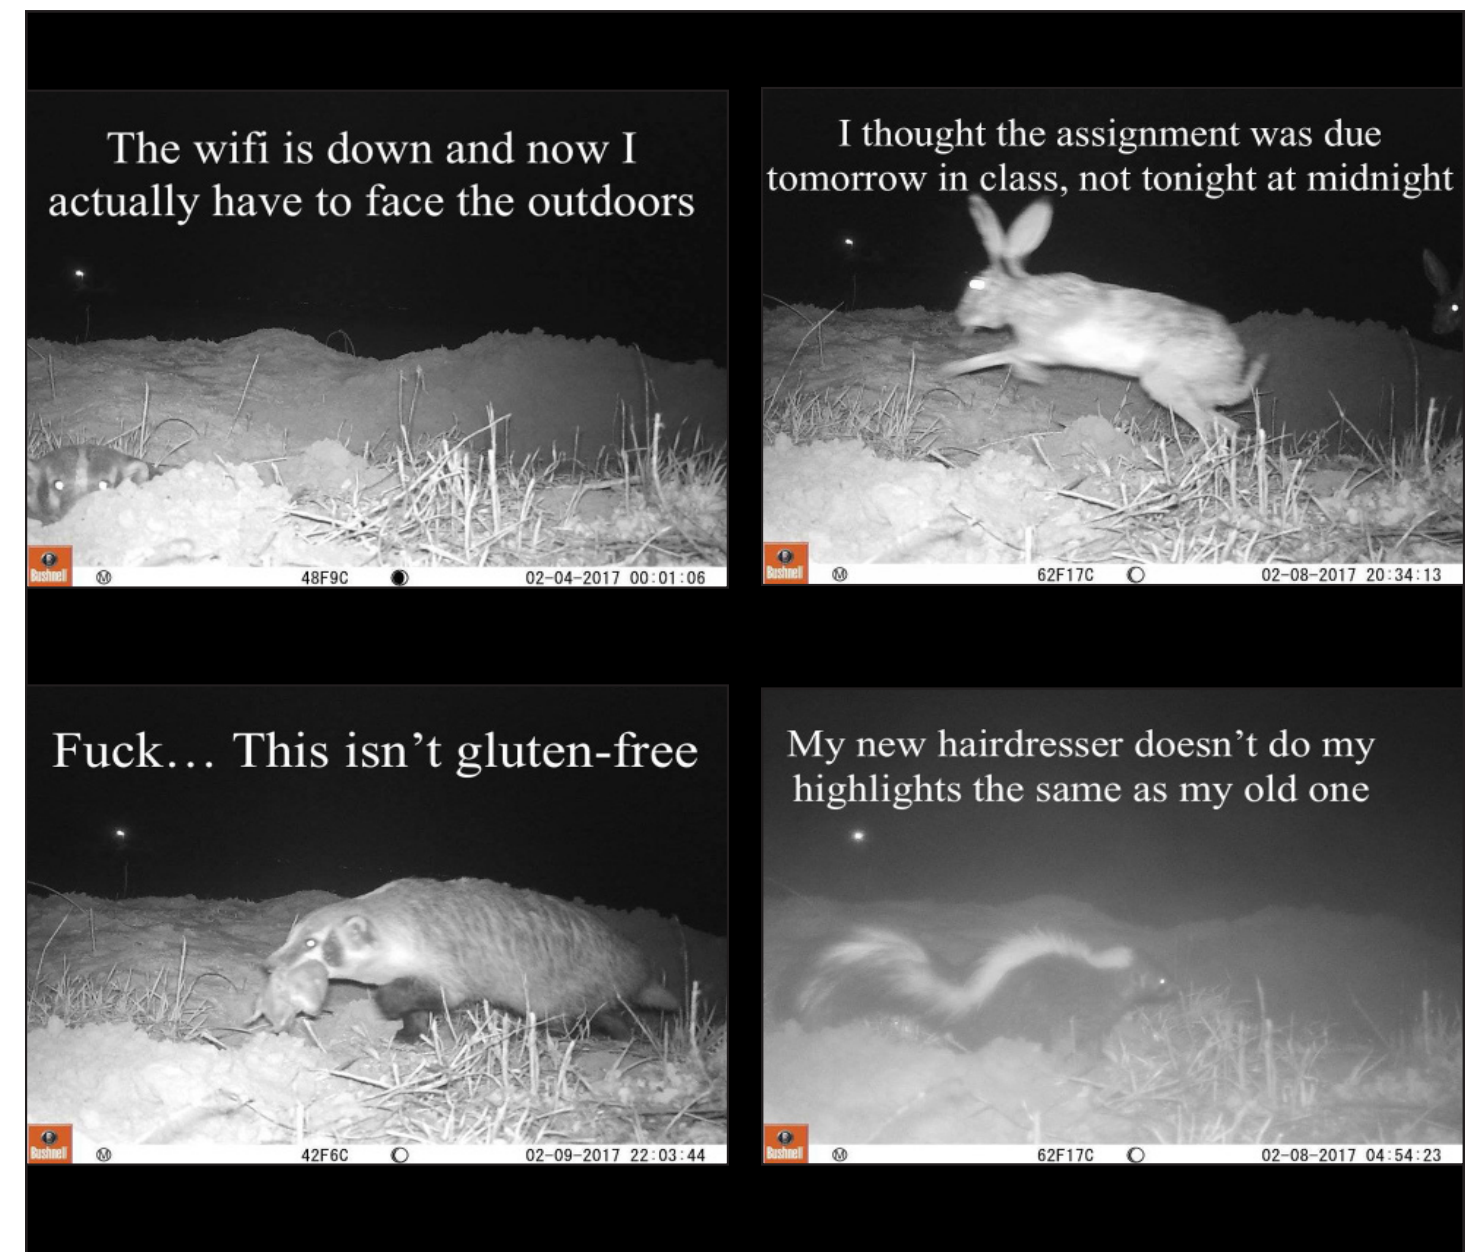 The wifi is down and now I
actually have to face the outdoors
Bushnell
M
48F9C
02-04-2017 00:01:06
I thought the assignment was due
tomorrow in class, not tonight at midnight
Bushnell
M
62F17C
02-08-2017 20:34:13
Fuck... This isn't gluten-free
Bushnell
M
42F6C
02-09-2017 22:03:44
My new hairdresser doesn't do my
highlights the same as my old one
Bushnell
M
62F17C
02-08-2017 04:54:23